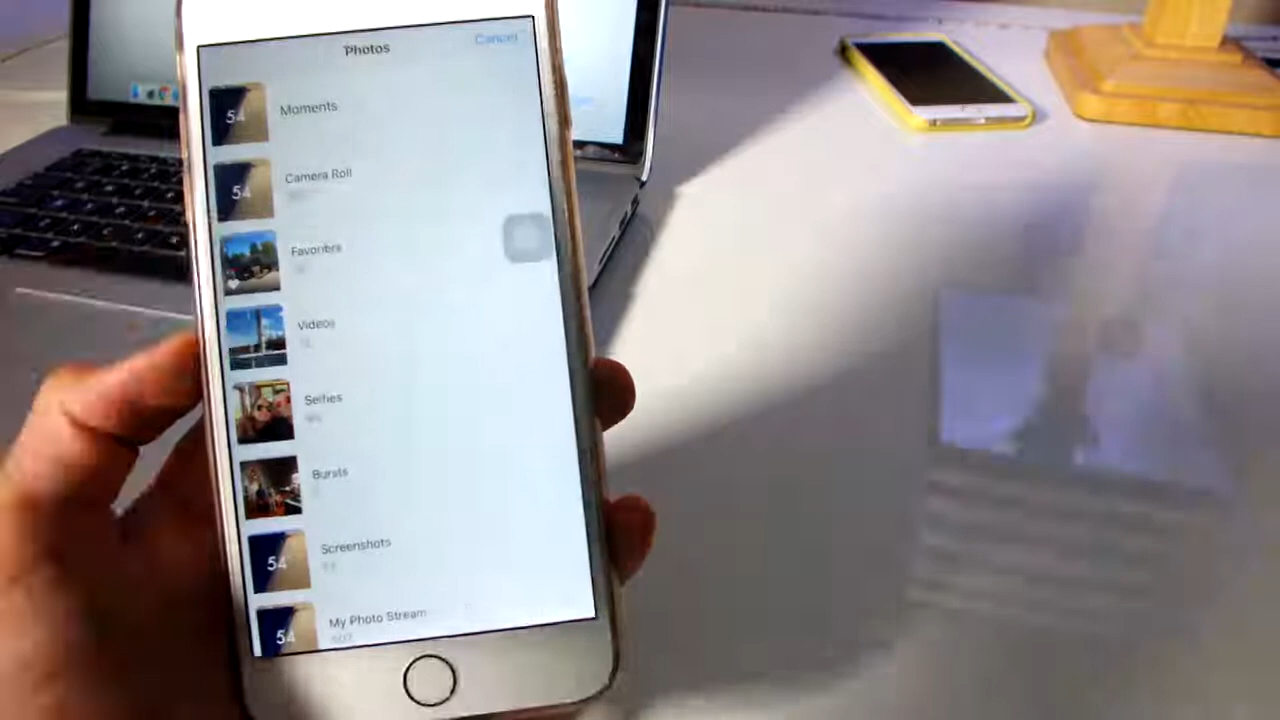 Photos
Cancel
54
Moments
54
Camera Roll
Favorites
Videos
Selfies
Bursts
54
Screenshots
54
My Photo Stream